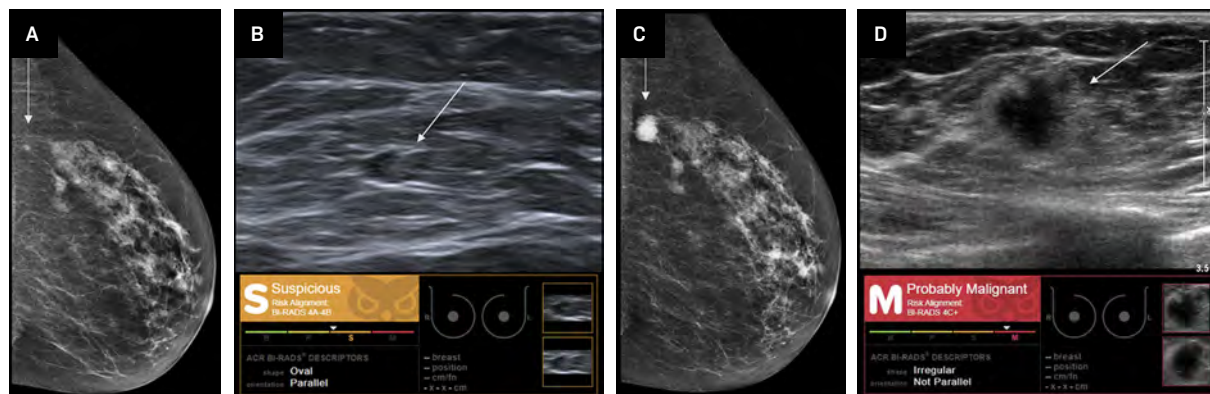 A
B
C
D
3.5
S Suspicious
Risk Alignment:
BI-RADS 4A-4B
B P S M
ACR BI-RADS® DESCRIPTORS
shape Oval
orientation Parallel
R L
– breast
– position
– cm/fn
- x - x - cm
M Probably Malignant
Risk Alignment:
BI-RADS 4C+
B P S M
ACR BI-RADS® DESCRIPTORS
shape Irregular
orientation Not Parallel
R L
– breast
– position
– cm/fn
- x - x - cm